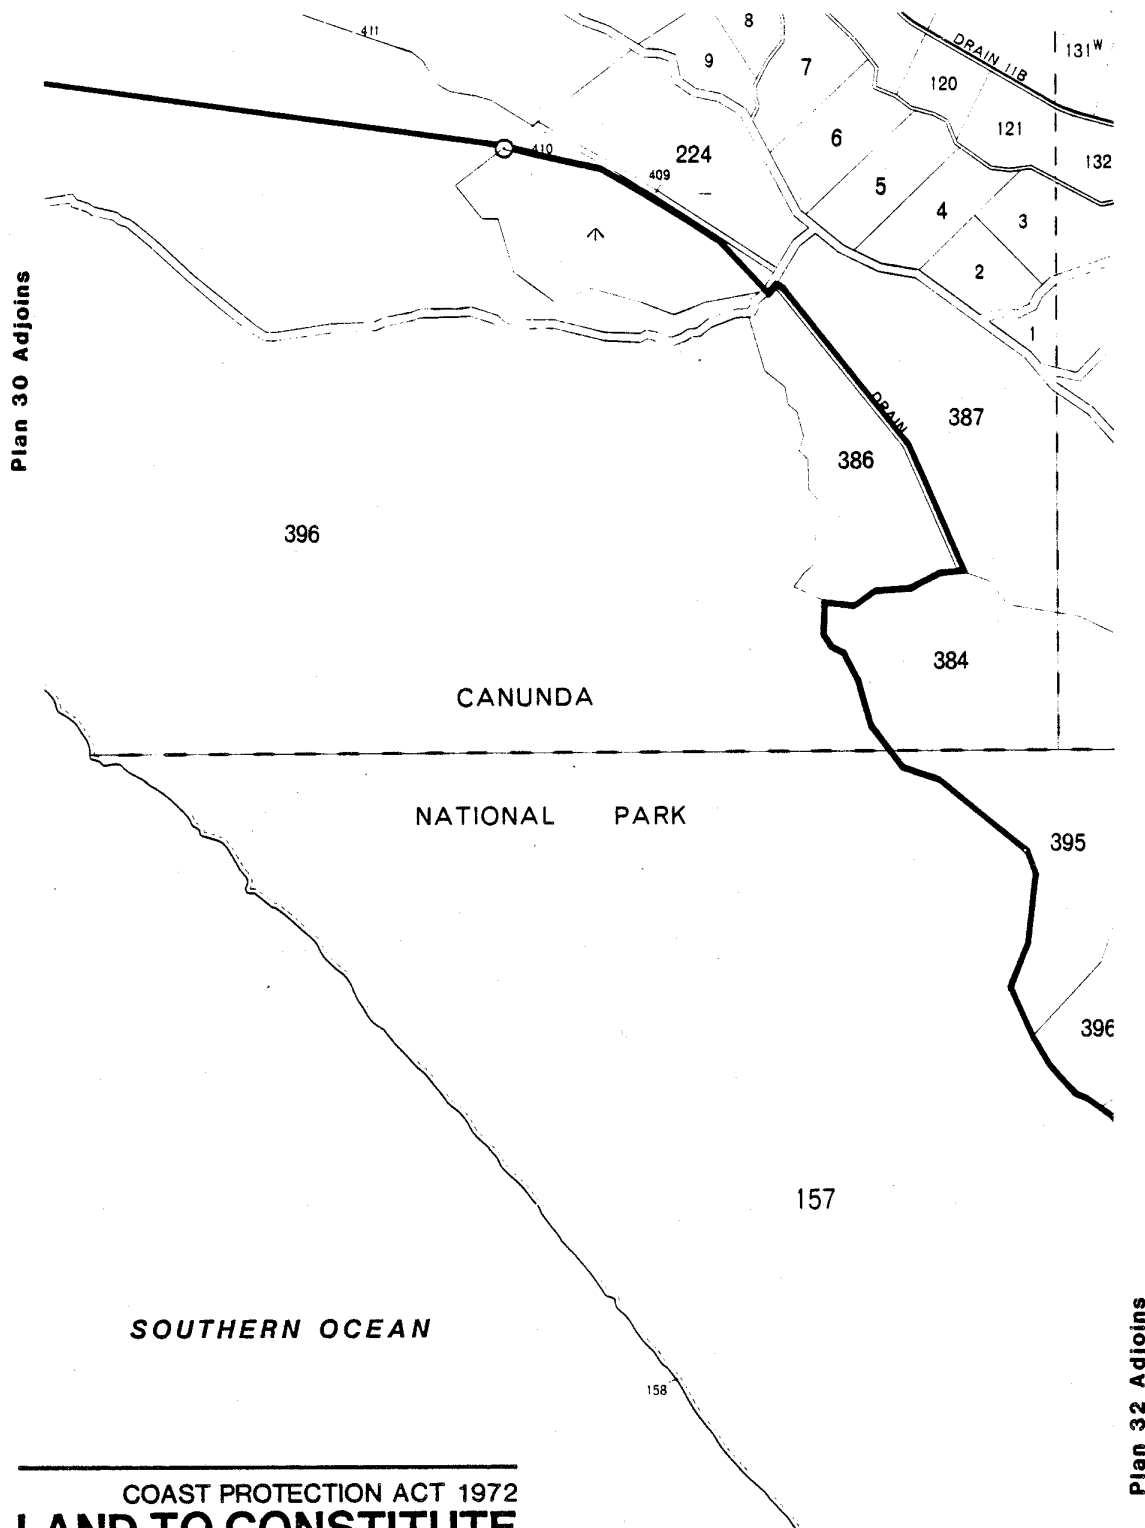 411
8
9
7
DRAIN 11B
131W
120
121
132
410
224
6
409
5
4
3
2
1
Plan 30 Adjoins
DRAIN
387
386
396
384
CANUNDA
NATIONAL PARK
395
396
157
SOUTHERN OCEAN
158
Plan 32 Adjoins
COAST PROTECTION ACT 1972
LAND TO CONSTITUTE